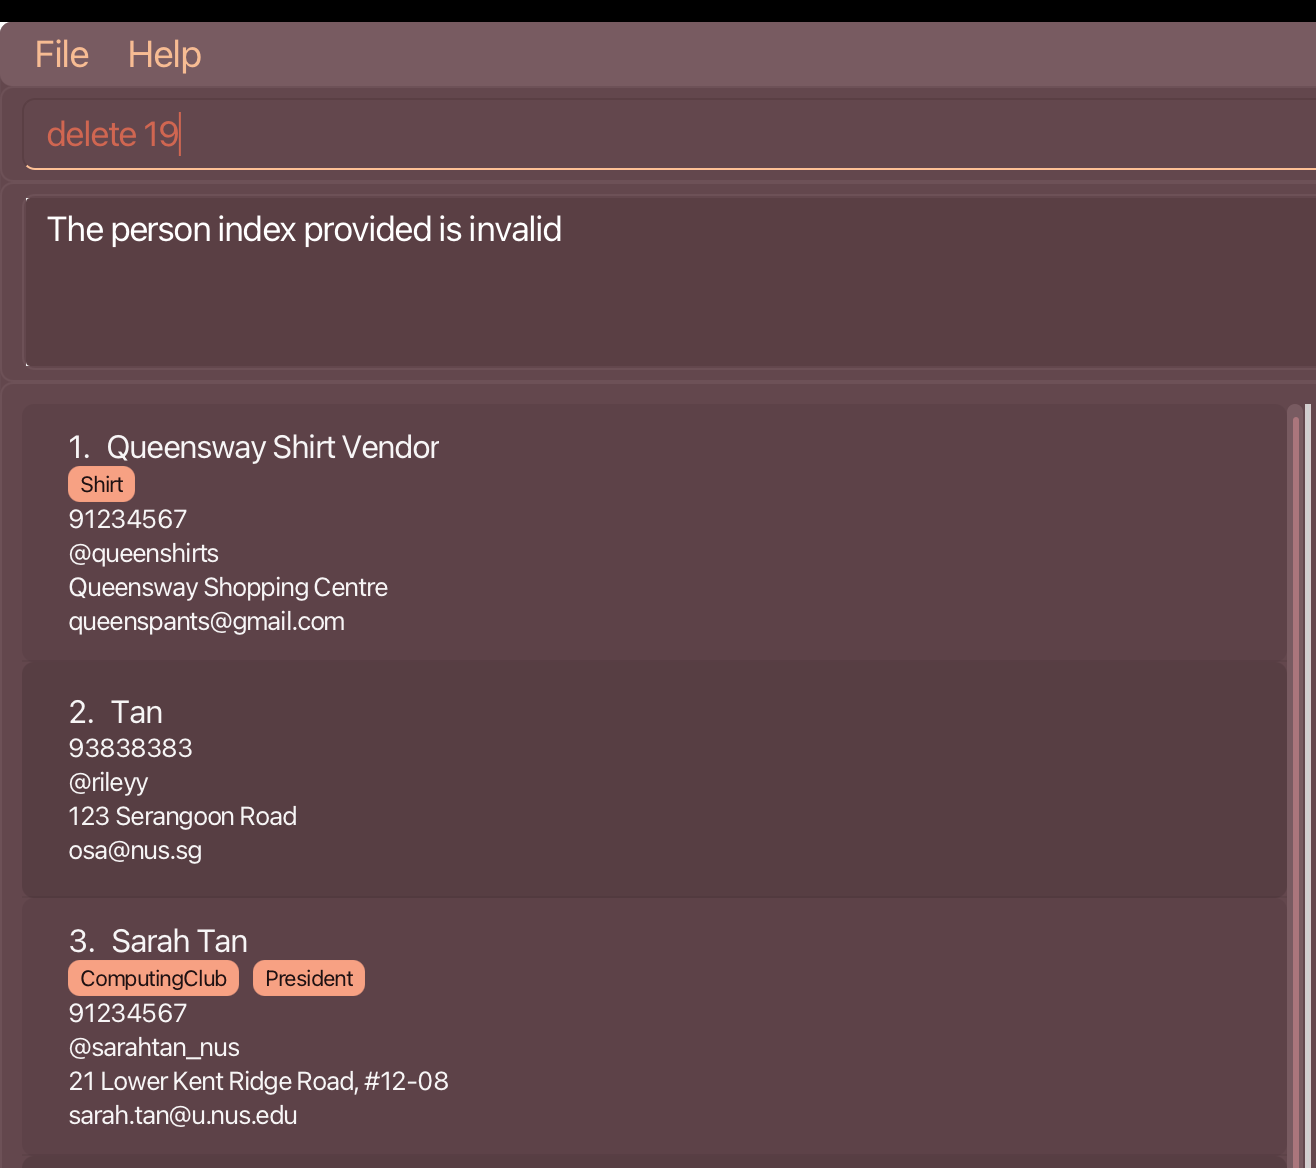 File Help
delete 19
The person index provided is invalid
1. Queensway Shirt Vendor
Shirt
91234567
@queenshirts
Queensway Shopping Centre
queenspants@gmail.com
2. Tan
93838383
@rileyy
123 Serangoon Road
osa@nus.sg
3. Sarah Tan
ComputingClub President
91234567
@sarahtan_nus
21 Lower Kent Ridge Road, #12-08
sarah.tan@u.nus.edu